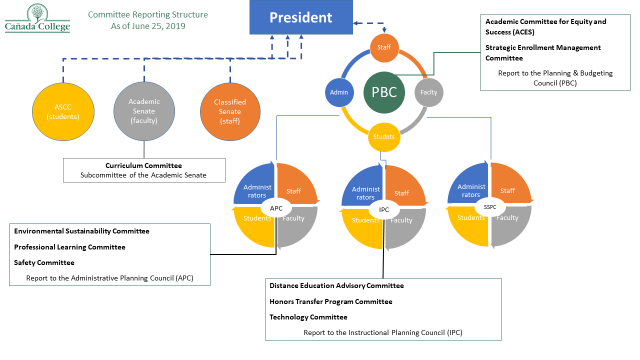 Cañada College
Committee Reporting Structure
As of June 25, 2019
President
Academic Committee for Equity and
Success (ACES)
Strategic Enrollment Management
Committee
Report to the Planning & Budgeting
Council (PBC)
Staff
Admin
PBC
Faclty
Studnts
ASCC
(students)
Academic
Senate
(faculty)
Classified
Senate
(staff)
Curriculum Committee
Subcommittee of the Academic Senate
Administ
rators
Staff
APC
Students
Faculty
Administ
rators
Staff
IPC
Students
Faculty
Administ
rators
Staff
SSPC
Students
Faculty
Environmental Sustainability Committee
Professional Learning Committee
Safety Committee
Report to the Administrative Planning Council (APC)
Distance Education Advisory Committee
Honors Transfer Program Committee
Technology Committee
Report to the Instructional Planning Council (IPC)